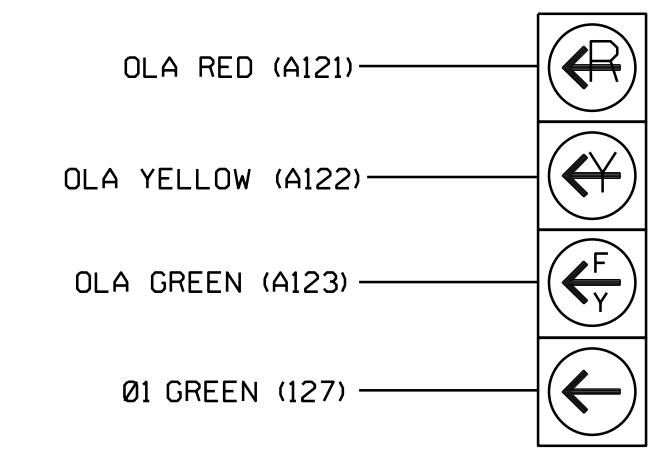 OLA RED (A121)
R
OLA YELLOW (A122)
Y
OLA GREEN (A123)
F
Y
Ø1 GREEN (127)